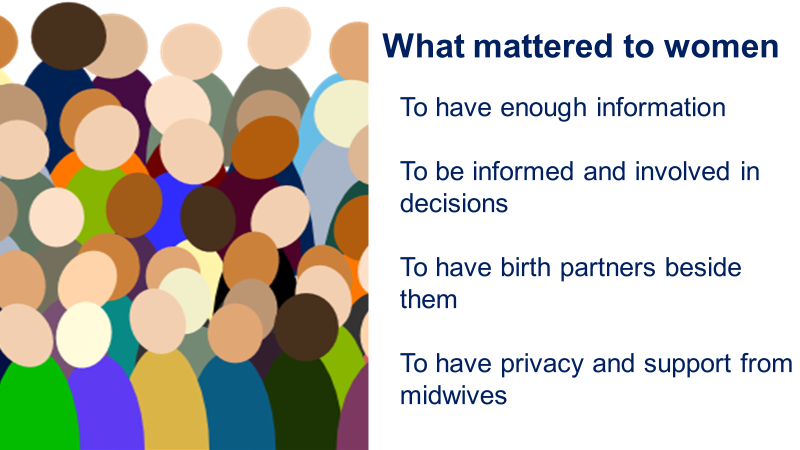 What mattered to women
To have enough information
To be informed and involved in
decisions
To have birth partners beside
them
To have privacy and support from
midwives